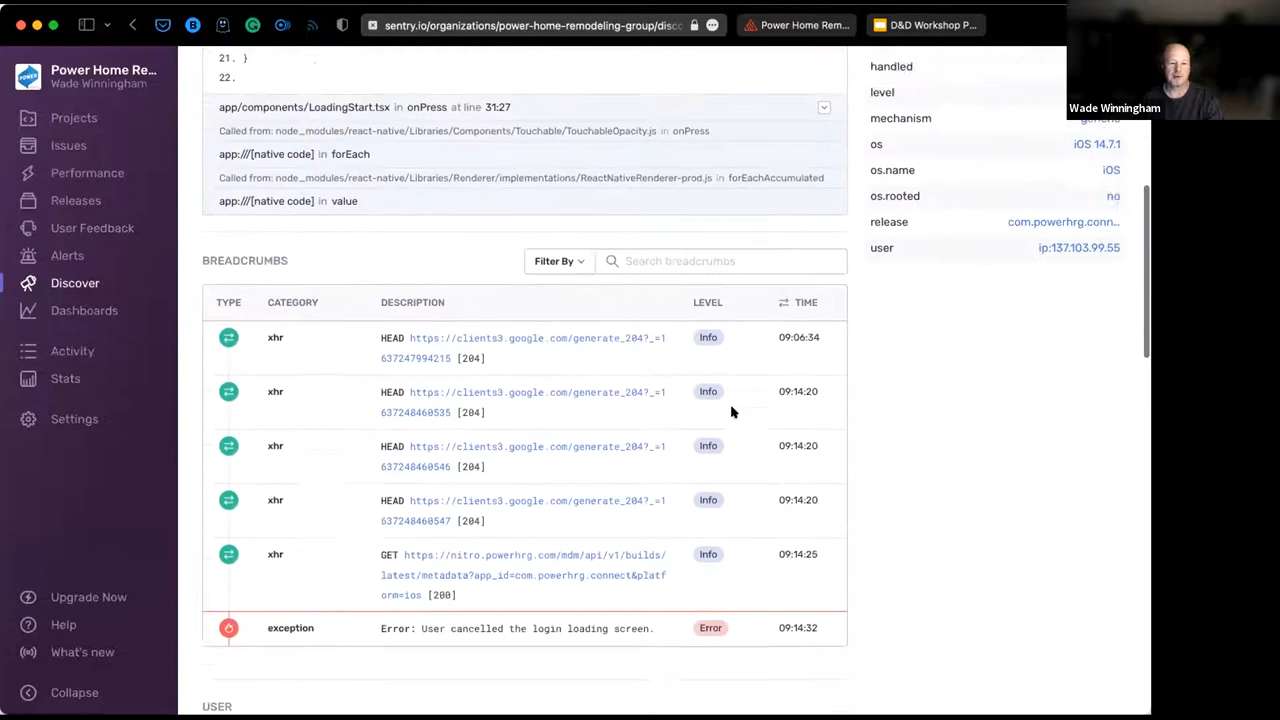 sentry.io/organizations/power-home-remodeling-group/disc
Power Home Rem...
D&D Workshop P...
Power Home Re...
Wade Winningham
Projects
Issues
Performance
Releases
User Feedback
Alerts
Discover
Dashboards
Activity
Stats
Settings
Upgrade Now
Help
What's new
Collapse
21. }
22.
app/components/LoadingStart.tsx in onPress at line 31:27
Called from: node_modules/react-native/Libraries/Components/Touchable/TouchableOpacity.js in onPress
app:///[native code] in forEach
Called from: node_modules/react-native/Libraries/Renderer/implementations/ReactNativeRenderer-prod.js in forEachAccumulated
app:///[native code] in value
BREADCRUMBS
Filter By
Search breadcrumbs
TYPE CATEGORY DESCRIPTION LEVEL TIME
xhr HEAD https://clients3.google.com/generate_204?_=1 Info 09:06:34
637247994215 [204]
xhr HEAD https://clients3.google.com/generate_204?_=1 Info 09:14:20
637248460535 [204]
xhr HEAD https://clients3.google.com/generate_204?_=1 Info 09:14:20
637248460546 [204]
xhr HEAD https://clients3.google.com/generate_204?_=1 Info 09:14:20
637248460547 [204]
xhr GET https://nitro.powerhrg.com/mdm/api/v1/builds/ Info 09:14:25
latest/metadata?app_id=com.powerhrg.connect&platf
orm=ios [200]
exception Error: User cancelled the login loading screen. Error 09:14:32
USER
handled
level
mechanism
os iOS 14.7.1
os.name iOS
os.rooted no
release com.powerhrg.conn...
user ip:137.103.99.55
Wade Winningham